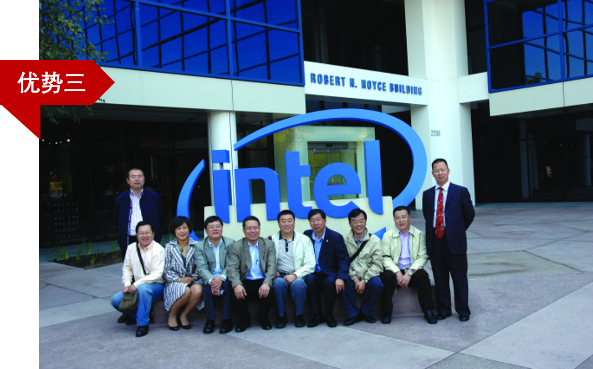 优势三
ROBERT N. NOYCE BUILDING
2200
intel